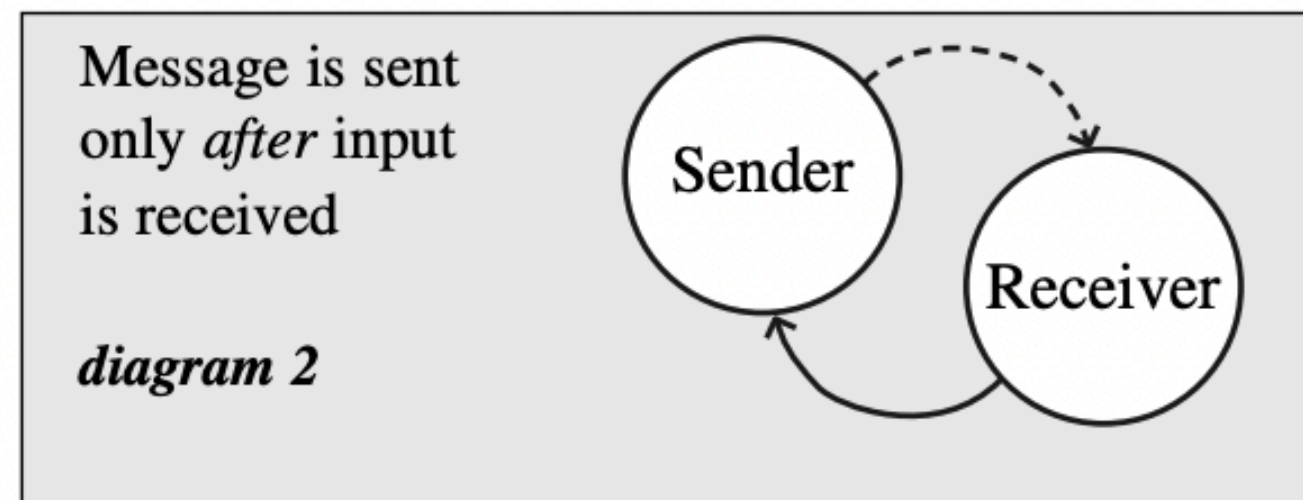 Message is sent
only after input
is received
diagram 2
Sender
Receiver